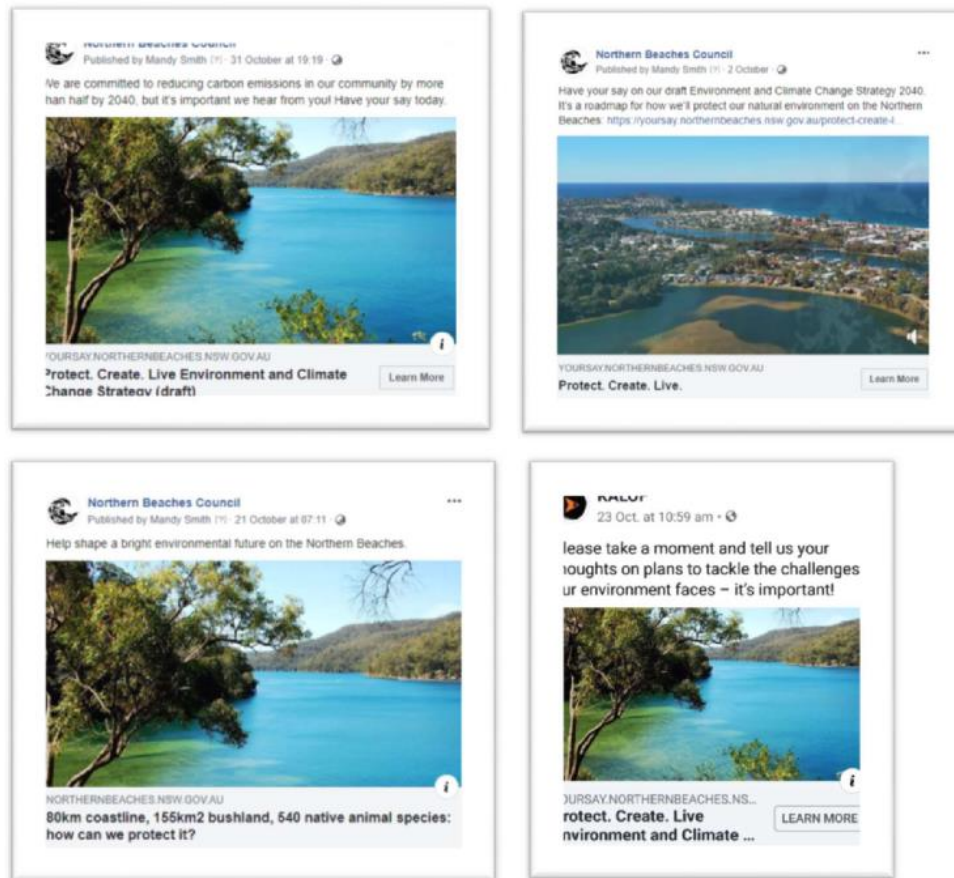 Northern Beaches Council
Published by Mandy Smith · 31 October at 19:19 ·
We are committed to reducing carbon emissions in our community by more
han half by 2040, but it's important we hear from you! Have your say today.
i
YOURSAY.NORTHERNBEACHES.NSW.GOV.AU
Protect. Create. Live Environment and Climate
Change Strategy (draft)
Learn More
Northern Beaches Council
Published by Mandy Smith · 2 October ·
Have your say on our draft Environment and Climate Change Strategy 2040.
It's a roadmap for how we'll protect our natural environment on the Northern
Beaches: https://yoursay.northernbeaches.nsw.gov.au/protect-create-l...
YOURSAY.NORTHERNBEACHES.NSW.GOV.AU
Protect. Create. Live.
Learn More
Northern Beaches Council
Published by Mandy Smith · 21 October at 07:11 ·
Help shape a bright environmental future on the Northern Beaches.
i
NORTHERNBEACHES.NSW.GOV.AU
80km coastline, 155km2 bushland, 540 native animal species:
how can we protect it?
23 Oct. at 10:59 am ·
lease take a moment and tell us your
houghts on plans to tackle the challenges
ur environment faces – it's important!
i
OURSAY.NORTHERNBEACHES.NS...
rotect. Create. Live
nvironment and Climate ...
LEARN MORE